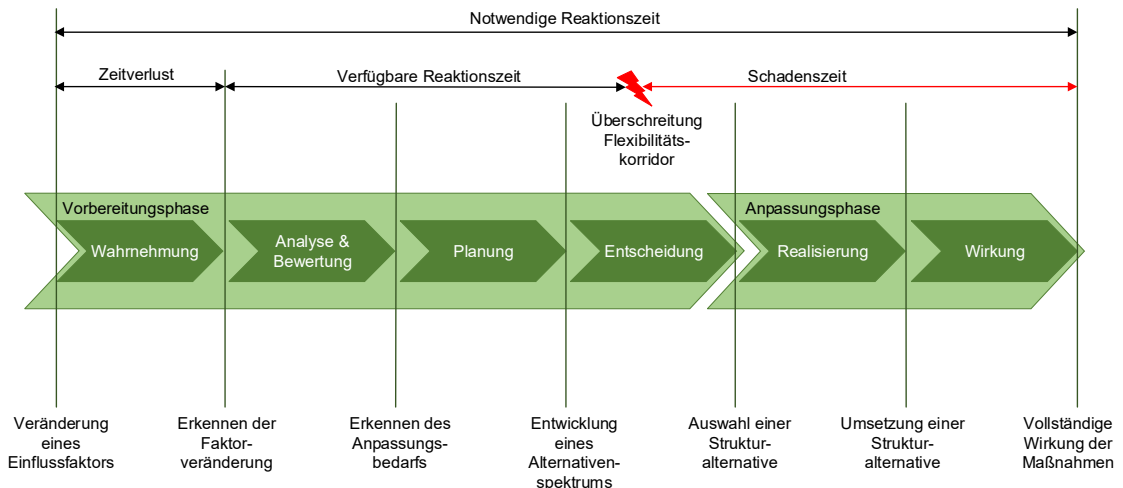 Notwendige Reaktionszeit
Zeitverlust
Verfügbare Reaktionszeit
Schadenszeit
Überschreitung
Flexibilitäts-
korridor
Vorbereitungsphase
Anpassungsphase
Wahrnehmung
Analyse &
Bewertung
Planung
Entscheidung
Realisierung
Wirkung
Veränderung
eines
Einflussfaktors
Erkennen der
Faktor-
veränderung
Erkennen des
Anpassungs-
bedarfs
Entwicklung
eines
Alternativen-
spektrums
Auswahl einer
Struktur-
alternative
Umsetzung einer
Struktur-
alternative
Vollständige
Wirkung der
Maßnahmen